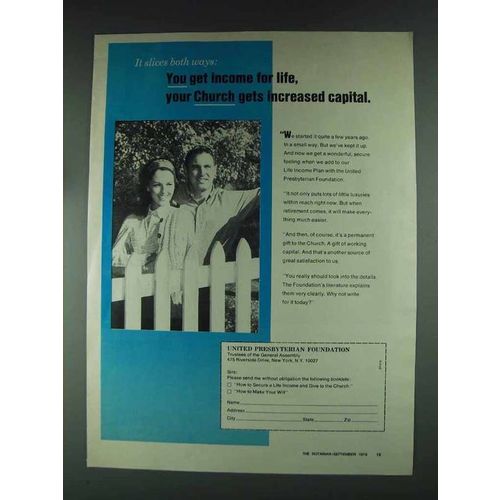 It slices both ways:
You get income for life,
your Church gets increased capital.
"We started it quite a few years ago.
In a small way. But we've kept it up.
And now we get a wonderful, secure
feeling when we add to our
Life Income Plan with the United
Presbyterian Foundation.
"It not only puts lots of little luxuries
within reach right now. But when
retirement comes, it will make every-
thing much easier.
"And then, of course, it's a permanent
gift to the Church. A gift of working
capital. And that's another source of
great satisfaction to us.
"You really should look into the details.
The Foundation's literature explains
them very clearly. Why not write
for it today?"
UNITED PRESBYTERIAN FOUNDATION
Trustees of the General Assembly
475 Riverside Drive, New York, N.Y. 10027
Sirs:
Please send me without obligation the following booklets:
"How to Secure a Life Income and Give to the Church"
"How to Make Your Will"
Name
Address
City State Zip
THE ROTARIAN/SEPTEMBER